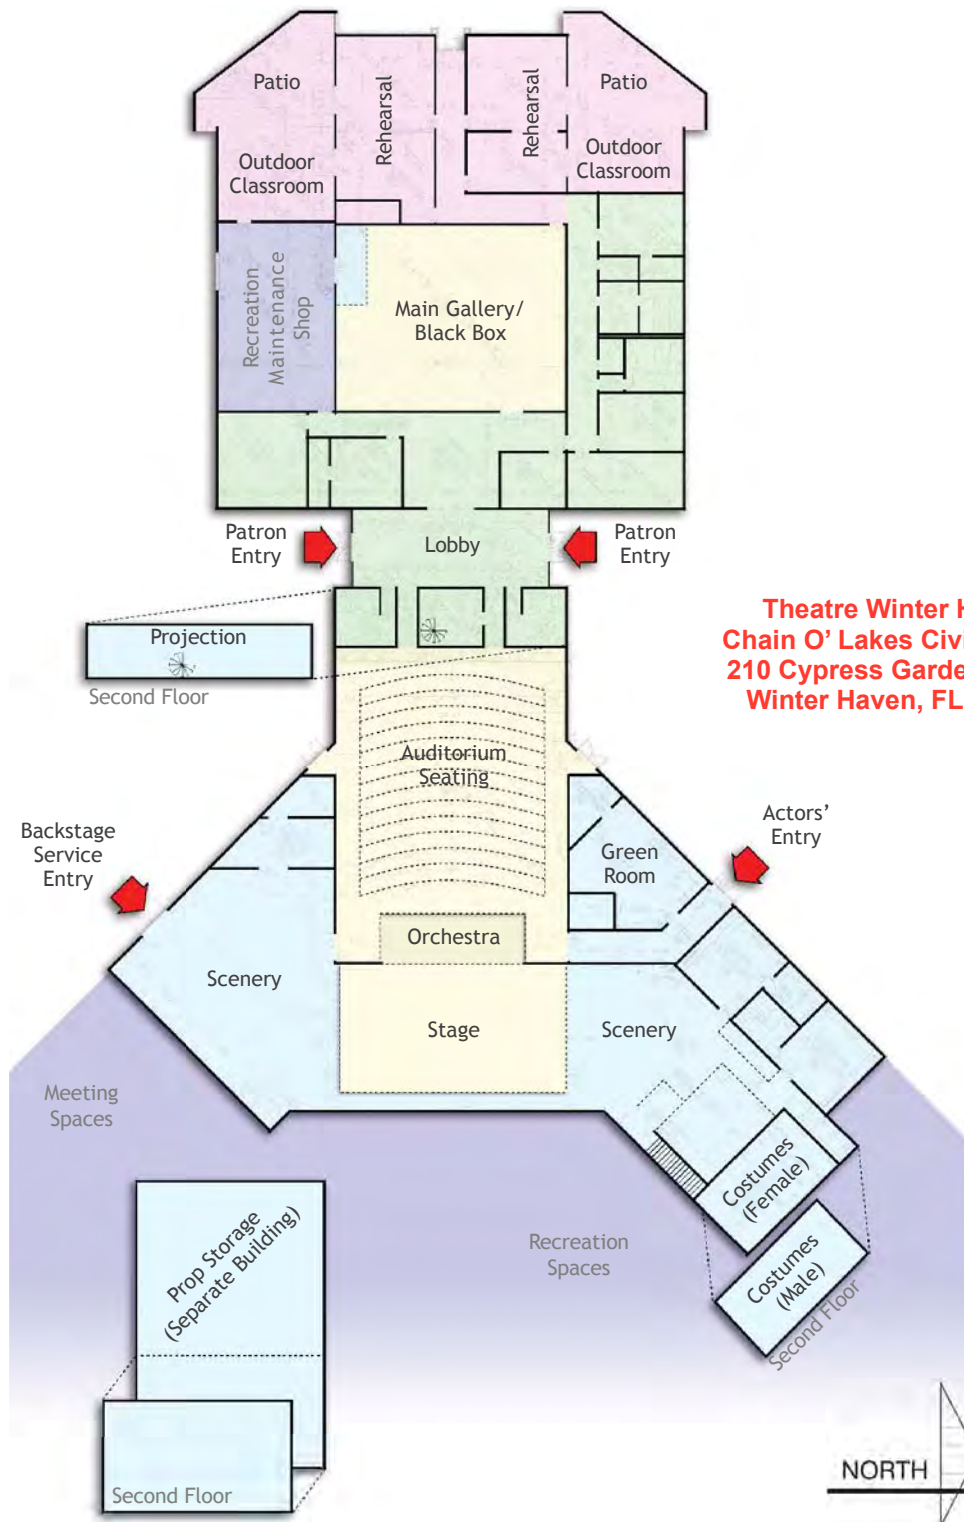 Patio
Rehearsal
Rehearsal
Patio
Outdoor
Classroom
Outdoor
Classroom
Recreation
Maintenance
Shop
Main Gallery/
Black Box
Patron
Entry
Lobby
Patron
Entry
Projection
Second Floor
Theatre Winter H
Chain O' Lakes Civi
210 Cypress Garde
Winter Haven, FL
Auditorium
Seating
Backstage
Service
Entry
Green
Room
Actors'
Entry
Orchestra
Scenery
Stage
Scenery
Meeting
Spaces
Costumes
(Female)
Prop Storage
(Separate Building)
Recreation
Spaces
Costumes
(Male)
Second Floor
Second Floor
NORTH